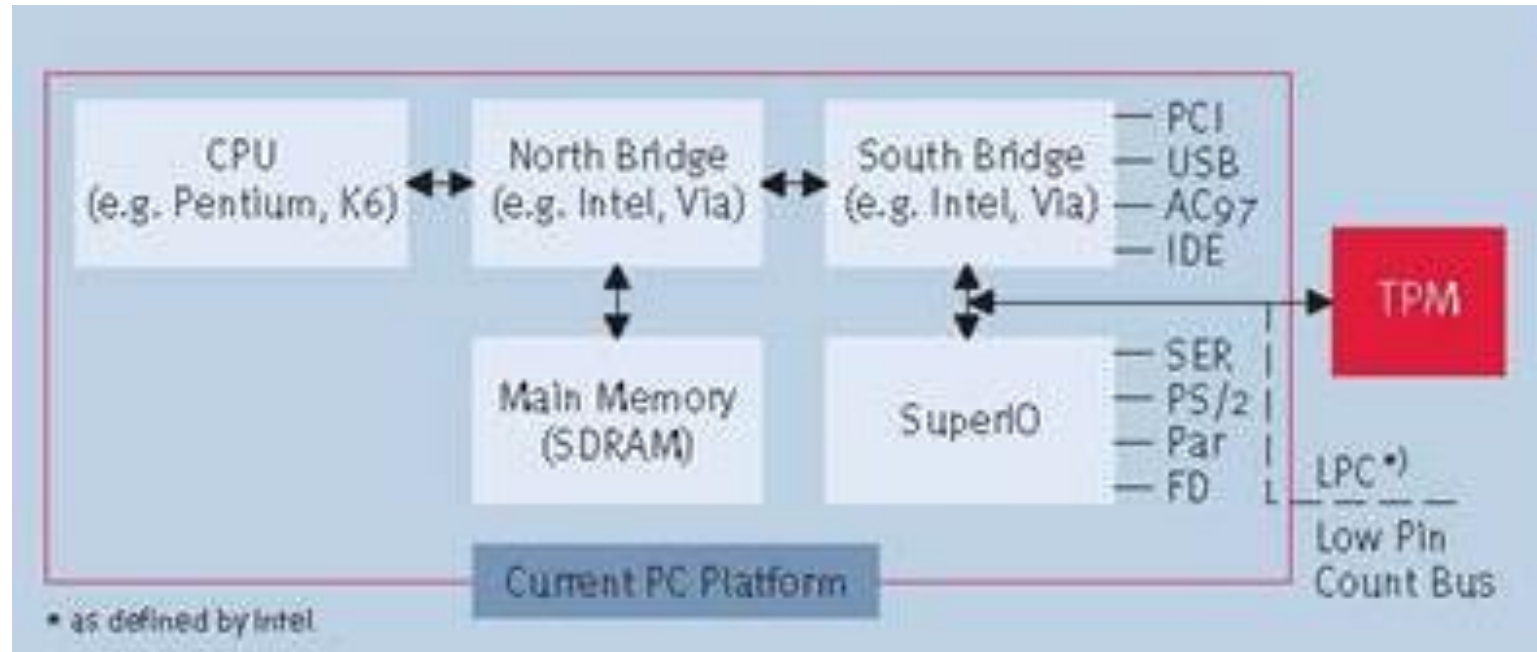 CPU
(e.g. Pentium, K6)
North Bridge
(e.g. Intel, Via)
South Bridge
(e.g. Intel, Via)
PCI
USB
AC97
IDE
TPM
Main Memory
(SDRAM)
SuperIO
SER
PS/2
Par
FD
LPC*)
Low Pin
Count Bus
Current PC Platform
* as defined by Intel